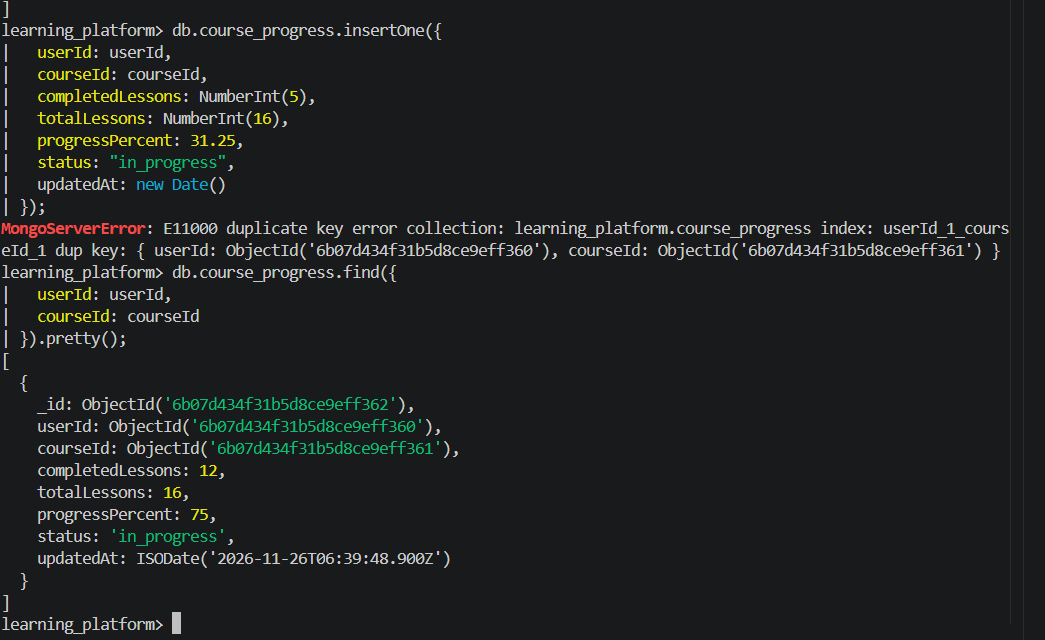 ]
learning_platform> db.course_progress.insertOne({
|   userId: userId,
|   courseId: courseId,
|   completedLessons: NumberInt(5),
|   totalLessons: NumberInt(16),
|   progressPercent: 31.25,
|   status: "in_progress",
|   updatedAt: new Date()
| });
MongoServerError: E11000 duplicate key error collection: learning_platform.course_progress index: userId_1_cours
eId_1 dup key: { userId: ObjectId('6b07d434f31b5d8ce9eff360'), courseId: ObjectId('6b07d434f31b5d8ce9eff361') }
learning_platform> db.course_progress.find({
|   userId: userId,
|   courseId: courseId
| }).pretty();
[
  {
    _id: ObjectId('6b07d434f31b5d8ce9eff362'),
    userId: ObjectId('6b07d434f31b5d8ce9eff360'),
    courseId: ObjectId('6b07d434f31b5d8ce9eff361'),
    completedLessons: 12,
    totalLessons: 16,
    progressPercent: 75,
    status: 'in_progress',
    updatedAt: ISODate('2026-11-26T06:39:48.900Z')
  }
]
learning_platform>